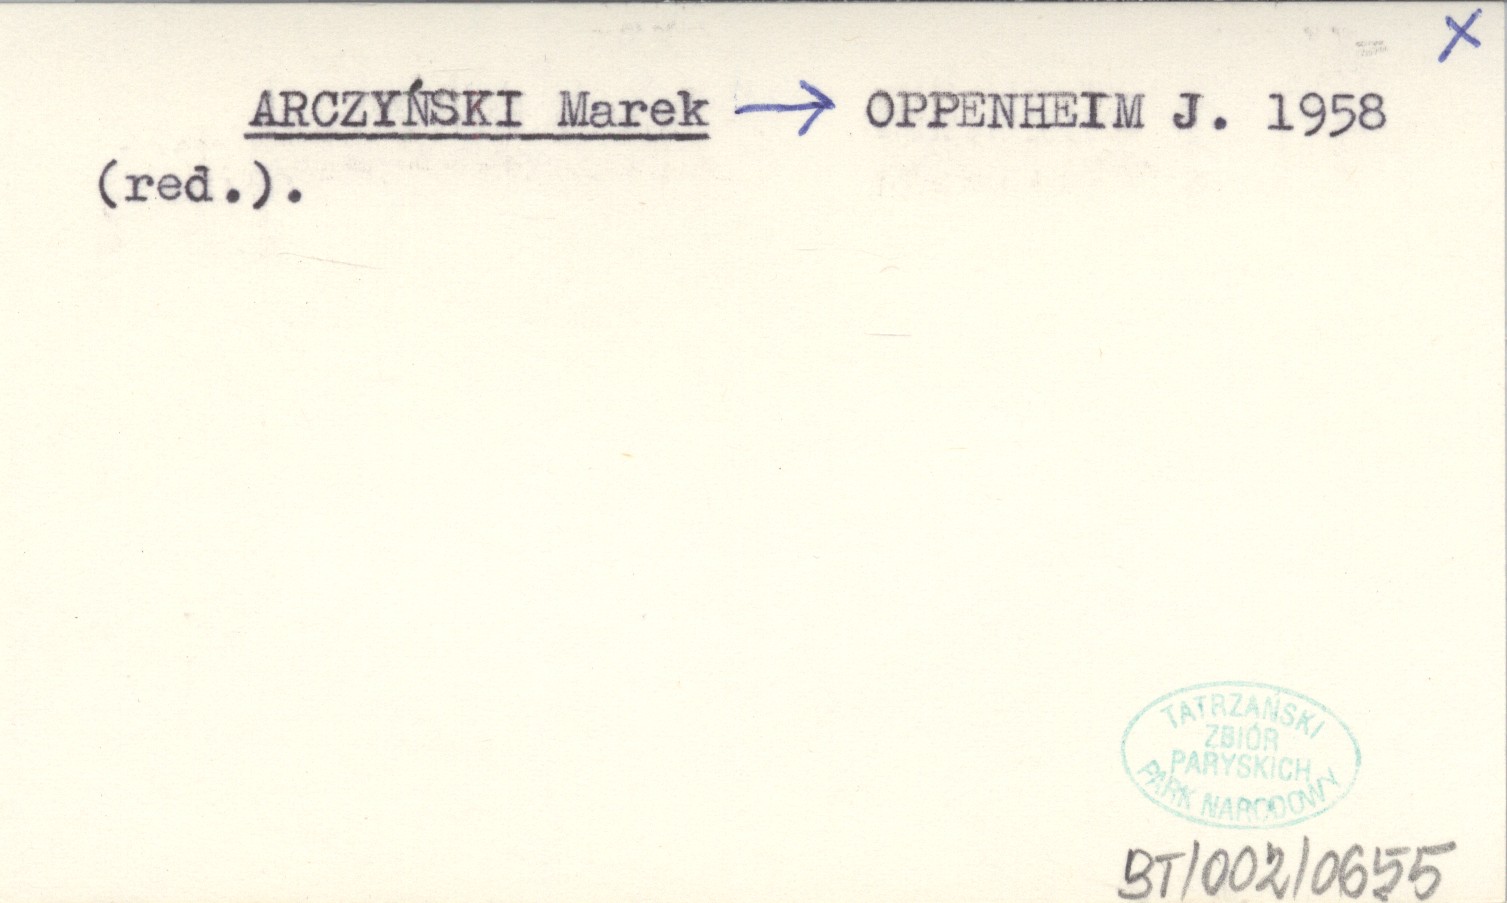 X
ARCZYŃSKI Marek → OPPENHEIM J. 1958
(red.).
TATRZAŃSKI
ZBIÓR
PARYSKICH
PARK NARODOWY
BT/002/0655